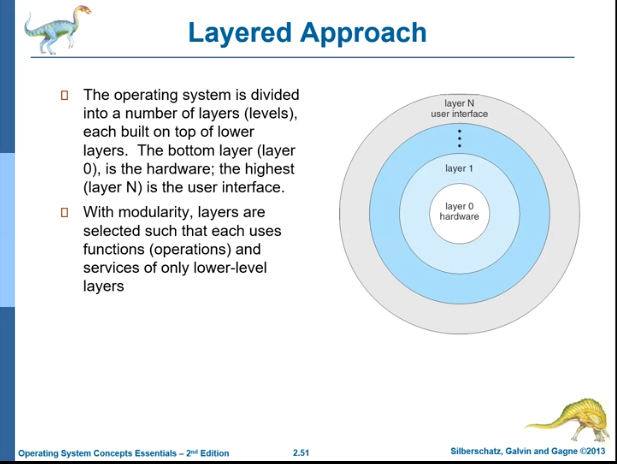 Layered Approach
The operating system is divided
into a number of layers (levels),
each built on top of lower
layers.  The bottom layer (layer
0), is the hardware; the highest
(layer N) is the user interface.
With modularity, layers are
selected such that each uses
functions (operations) and
services of only lower-level
layers
layer N
user interface
layer 1
layer 0
hardware
Operating System Concepts Essentials – 2nd Edition
2.51
Silberschatz, Galvin and Gagne ©2013